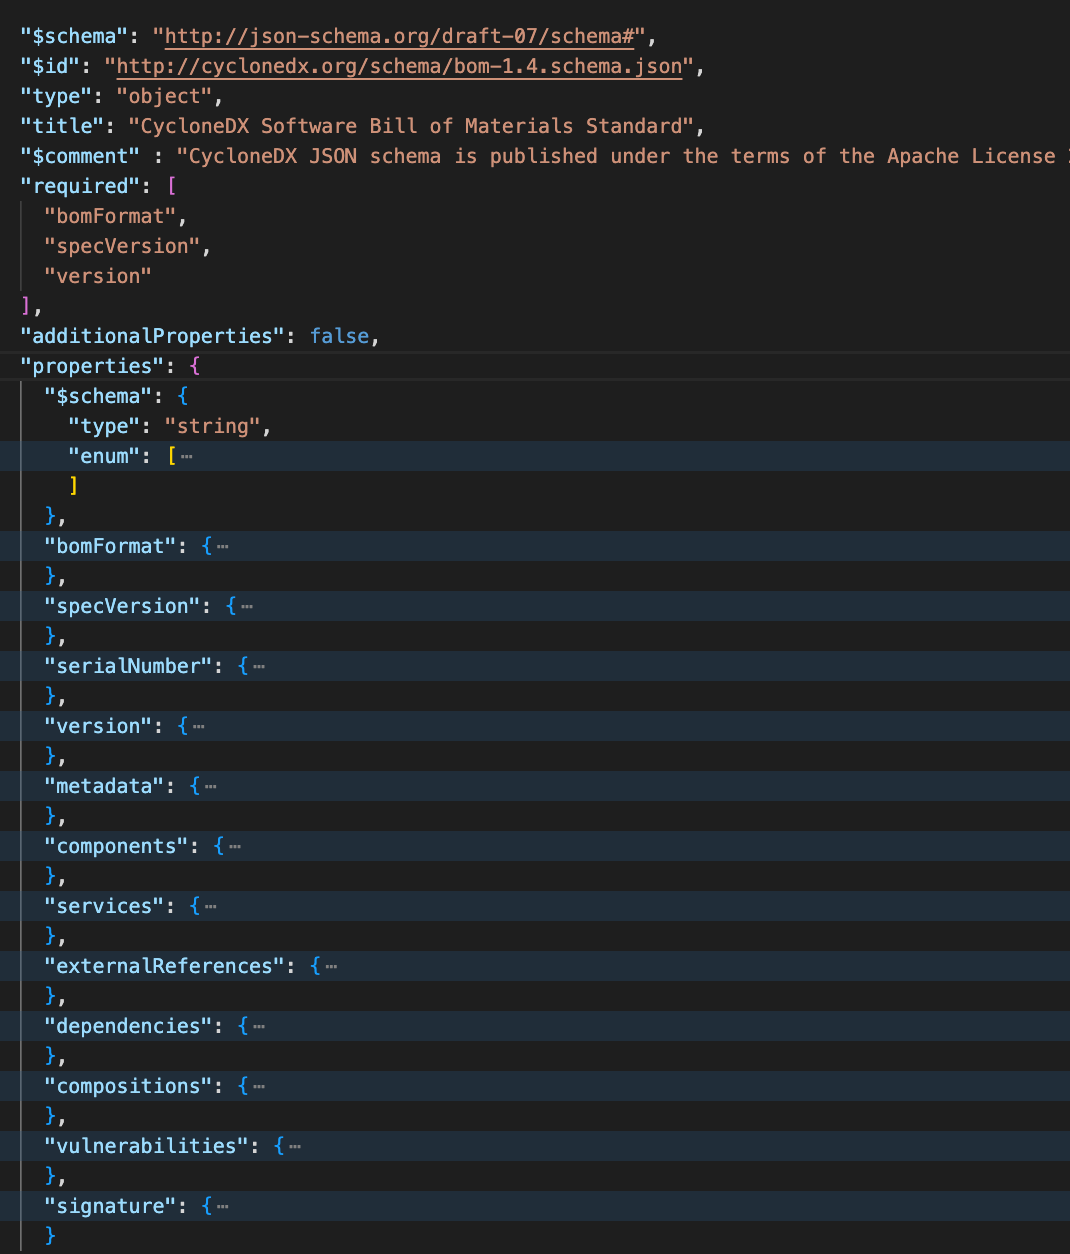 "$schema": "http://json-schema.org/draft-07/schema#",
"$id": "http://cyclonedx.org/schema/bom-1.4.schema.json",
"type": "object",
"title": "CycloneDX Software Bill of Materials Standard",
"$comment" : "CycloneDX JSON schema is published under the terms of the Apache License
"required": [
  "bomFormat",
  "specVersion",
  "version"
],
"additionalProperties": false,
"properties": {
  "$schema": {
    "type": "string",
    "enum": [⋯
    ]
  },
  "bomFormat": {⋯
  },
  "specVersion": {⋯
  },
  "serialNumber": {⋯
  },
  "version": {⋯
  },
  "metadata": {⋯
  },
  "components": {⋯
  },
  "services": {⋯
  },
  "externalReferences": {⋯
  },
  "dependencies": {⋯
  },
  "compositions": {⋯
  },
  "vulnerabilities": {⋯
  },
  "signature": {⋯
  }